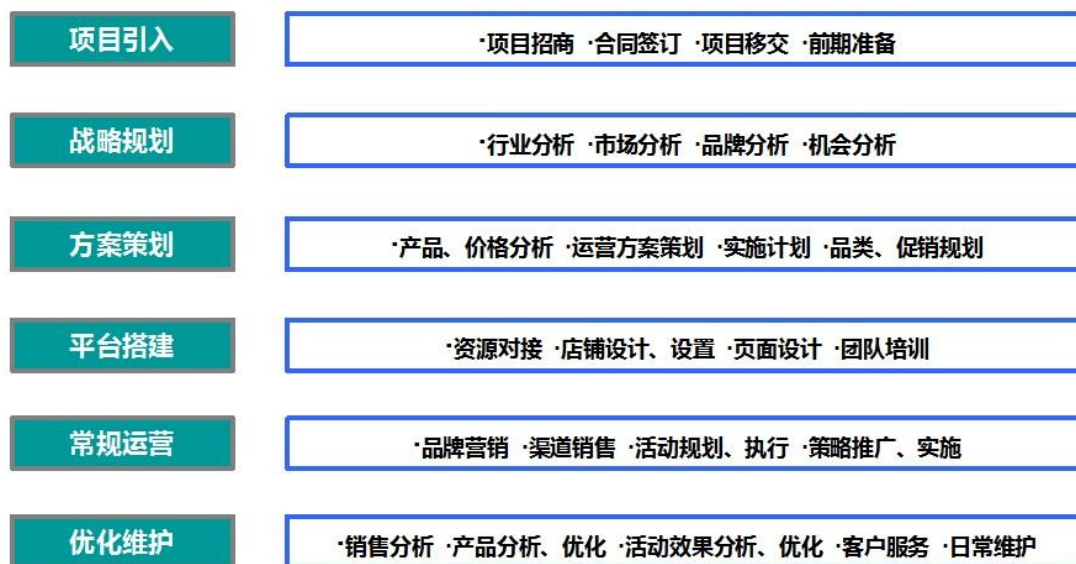 项目引入
·项目招商 ·合同签订 ·项目移交 ·前期准备
战略规划
·行业分析 ·市场分析 ·品牌分析 ·机会分析
方案策划
·产品、价格分析 ·运营方案策划 ·实施计划 ·品类、促销规划
平台搭建
·资源对接 ·店铺设计、设置 ·页面设计 ·团队培训
常规运营
·品牌营销 ·渠道销售 ·活动规划、执行 ·策略推广、实施
优化维护
·销售分析 ·产品分析、优化 ·活动效果分析、优化 ·客户服务 ·日常维护